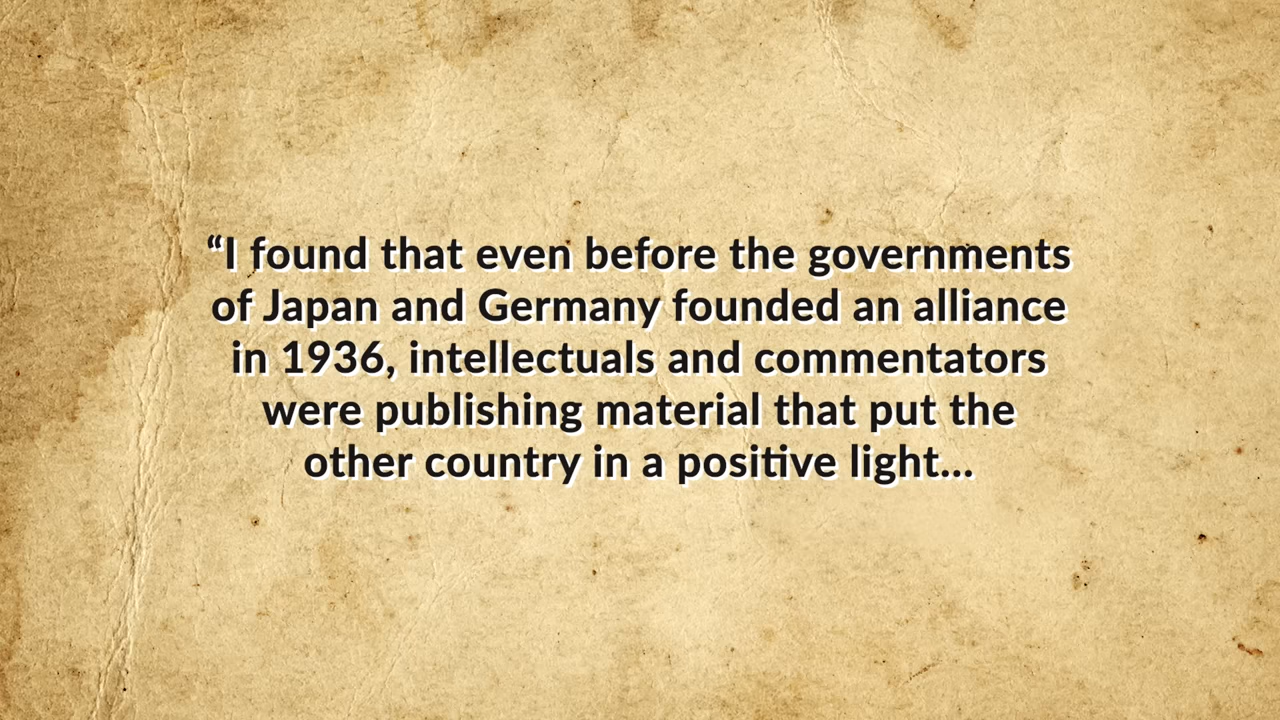 “I found that even before the governments
of Japan and Germany founded an alliance
in 1936, intellectuals and commentators
were publishing material that put the
other country in a positive light...